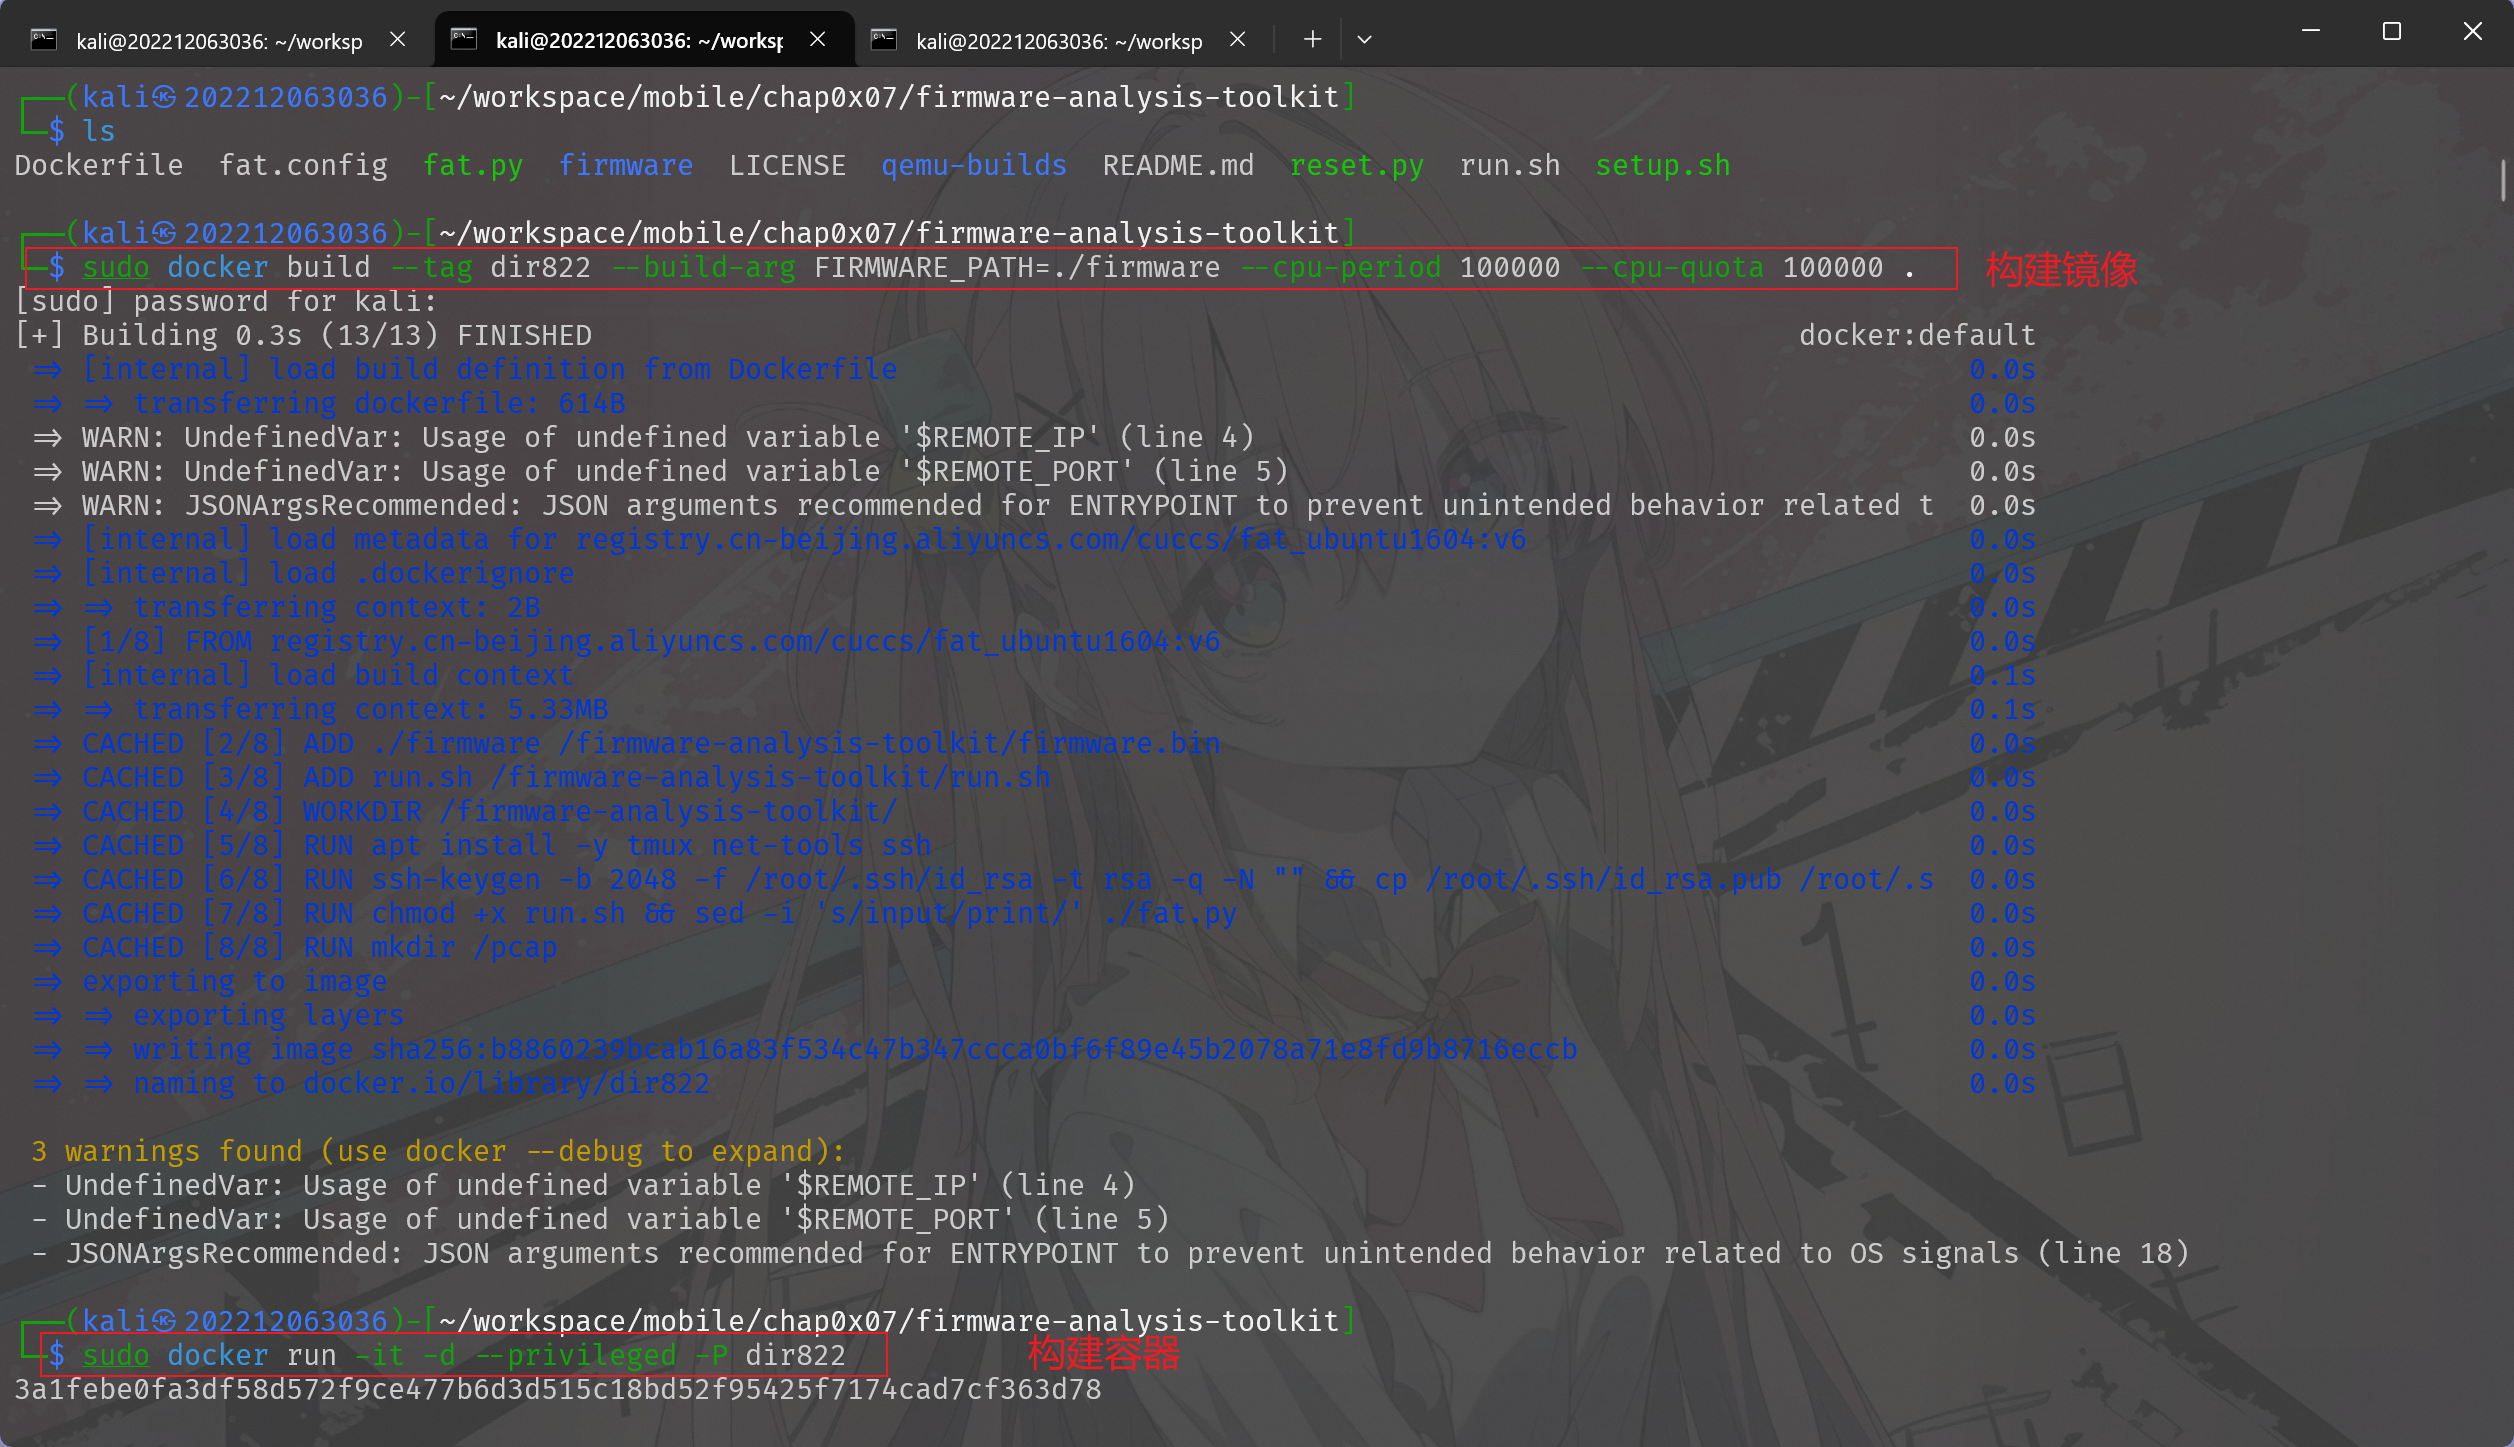 kali@202212063036: ~/worksp
kali@202212063036: ~/worksp
kali@202212063036: ~/worksp
(kali㉿202212063036)-[~/workspace/mobile/chap0x07/firmware-analysis-toolkit]
$ ls
Dockerfile  fat.config  fat.py  firmware  LICENSE  qemu-builds  README.md  reset.py  run.sh  setup.sh
(kali㉿202212063036)-[~/workspace/mobile/chap0x07/firmware-analysis-toolkit]
$ sudo docker build --tag dir822 --build-arg FIRMWARE_PATH=./firmware --cpu-period 100000 --cpu-quota 100000 . 构建镜像
[sudo] password for kali:
[+] Building 0.3s (13/13) FINISHED docker:default
=> [internal] load build definition from Dockerfile 0.0s
=> => transferring dockerfile: 614B 0.0s
=> WARN: UndefinedVar: Usage of undefined variable '$REMOTE_IP' (line 4) 0.0s
=> WARN: UndefinedVar: Usage of undefined variable '$REMOTE_PORT' (line 5) 0.0s
=> WARN: JSONArgsRecommended: JSON arguments recommended for ENTRYPOINT to prevent unintended behavior related t 0.0s
=> [internal] load metadata for registry.cn-beijing.aliyuncs.com/cuccs/fat_ubuntu1604:v6 0.0s
=> [internal] load .dockerignore 0.0s
=> => transferring context: 2B 0.0s
=> [1/8] FROM registry.cn-beijing.aliyuncs.com/cuccs/fat_ubuntu1604:v6 0.0s
=> [internal] load build context 0.1s
=> => transferring context: 5.33MB 0.1s
=> CACHED [2/8] ADD ./firmware /firmware-analysis-toolkit/firmware.bin 0.0s
=> CACHED [3/8] ADD run.sh /firmware-analysis-toolkit/run.sh 0.0s
=> CACHED [4/8] WORKDIR /firmware-analysis-toolkit/ 0.0s
=> CACHED [5/8] RUN apt install -y tmux net-tools ssh 0.0s
=> CACHED [6/8] RUN ssh-keygen -b 2048 -f /root/.ssh/id_rsa -t rsa -q -N "" && cp /root/.ssh/id_rsa.pub /root/.s 0.0s
=> CACHED [7/8] RUN chmod +x run.sh && sed -i 's/input/print/' ./fat.py 0.0s
=> CACHED [8/8] RUN mkdir /pcap 0.0s
=> exporting to image 0.0s
=> => exporting layers 0.0s
=> => writing image sha256:b8860239bcab16a83f534c47b347ccca0bf6f89e45b2078a71e8fd9b8716eccb 0.0s
=> => naming to docker.io/library/dir822 0.0s
3 warnings found (use docker --debug to expand):
- UndefinedVar: Usage of undefined variable '$REMOTE_IP' (line 4)
- UndefinedVar: Usage of undefined variable '$REMOTE_PORT' (line 5)
- JSONArgsRecommended: JSON arguments recommended for ENTRYPOINT to prevent unintended behavior related to OS signals (line 18)
(kali㉿202212063036)-[~/workspace/mobile/chap0x07/firmware-analysis-toolkit]
$ sudo docker run -it -d --privileged -P dir822 构建容器
3a1febe0fa3df58d572f9ce477b6d3d515c18bd52f95425f7174cad7cf363d78